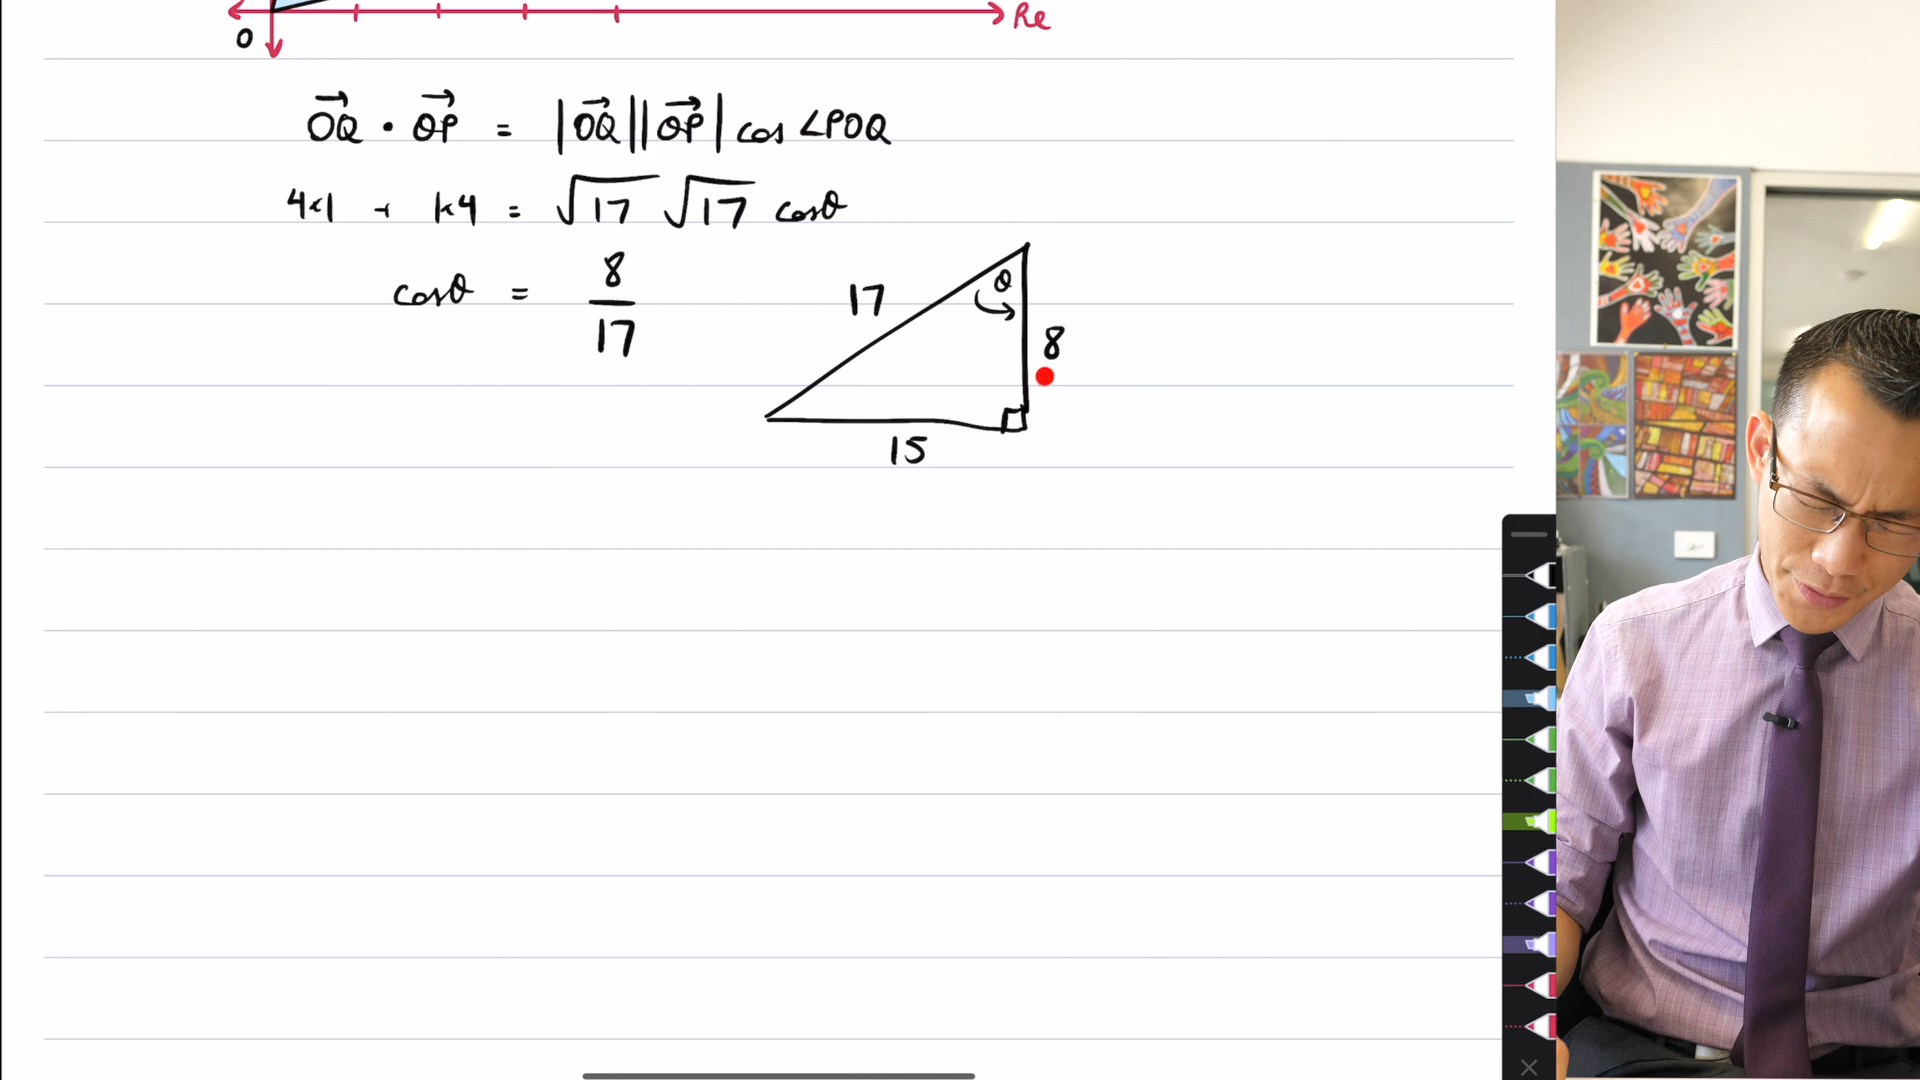 Re
O
OQ · OP = |OQ||OP| cos ∠POQ
4×1 + 1×4 = √17 √17 cosθ
cosθ = 8/17
17
θ
8
15